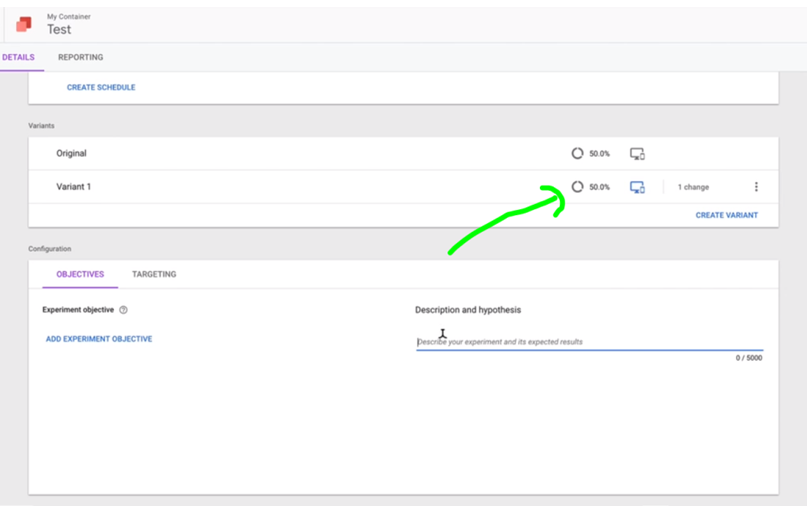 My Container
Test
DETAILS REPORTING
CREATE SCHEDULE
Variants
Original 50.0%
Variant 1 50.0% 1 change
CREATE VARIANT
Configuration
OBJECTIVES TARGETING
Experiment objective Description and hypothesis
ADD EXPERIMENT OBJECTIVE Describe your experiment and its expected results
0 / 5000